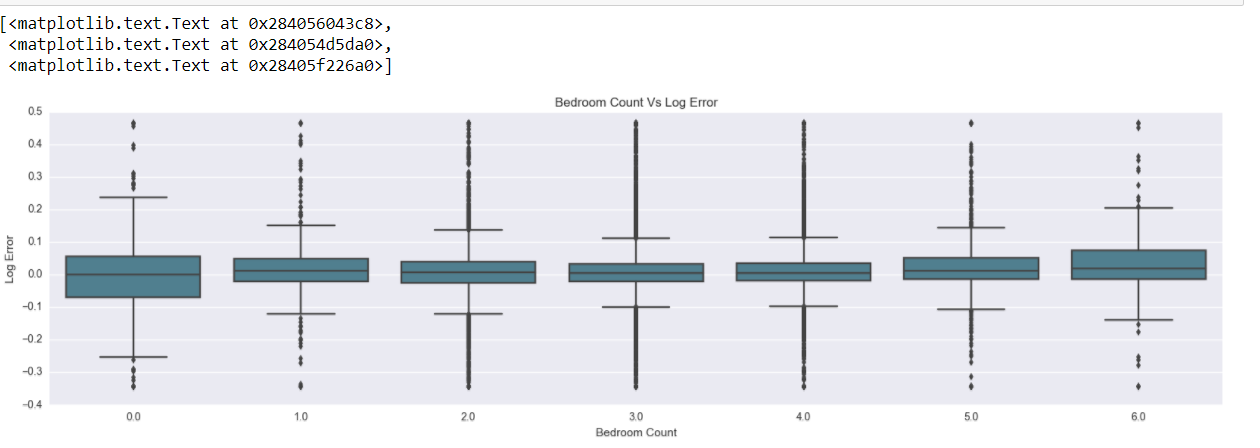 [<matplotlib.text.Text at 0x284056043c8>,
<matplotlib.text.Text at 0x284054d5da0>,
<matplotlib.text.Text at 0x28405f226a0>]
Bedroom Count Vs Log Error
0.5
0.4
0.3
0.2
0.1
0.0
−0.1
−0.2
−0.3
−0.4
Log Error
0.0 1.0 2.0 3.0 4.0 5.0 6.0
Bedroom Count